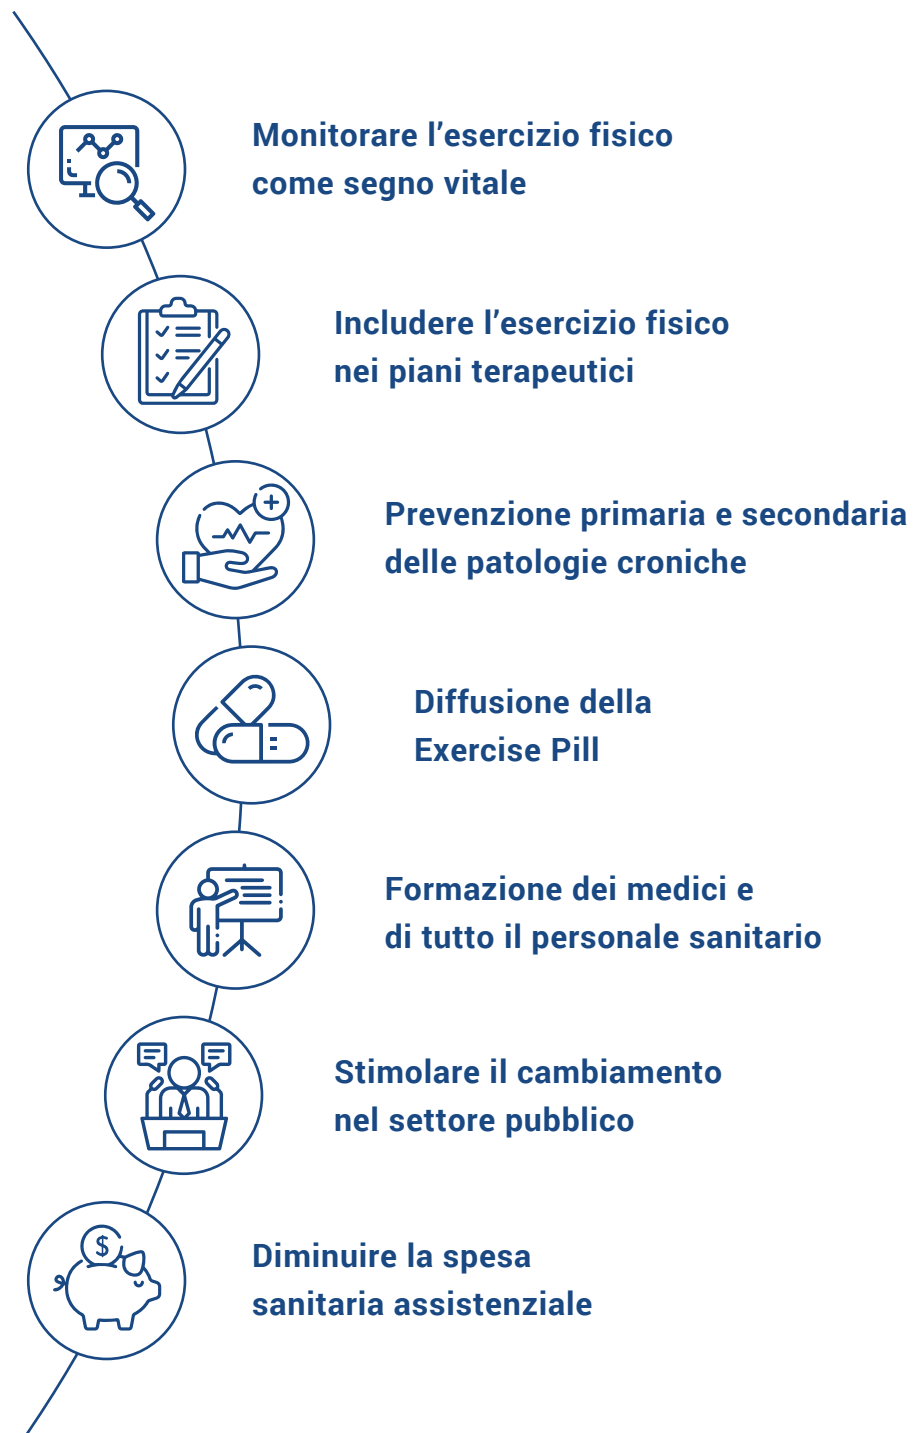 Monitorare l’esercizio fisico
come segno vitale
Includere l’esercizio fisico
nei piani terapeutici
Prevenzione primaria e secondaria
delle patologie croniche
Diffusione della
Exercise Pill
Formazione dei medici e
di tutto il personale sanitario
Stimolare il cambiamento
nel settore pubblico
$
Diminuire la spesa
sanitaria assistenziale